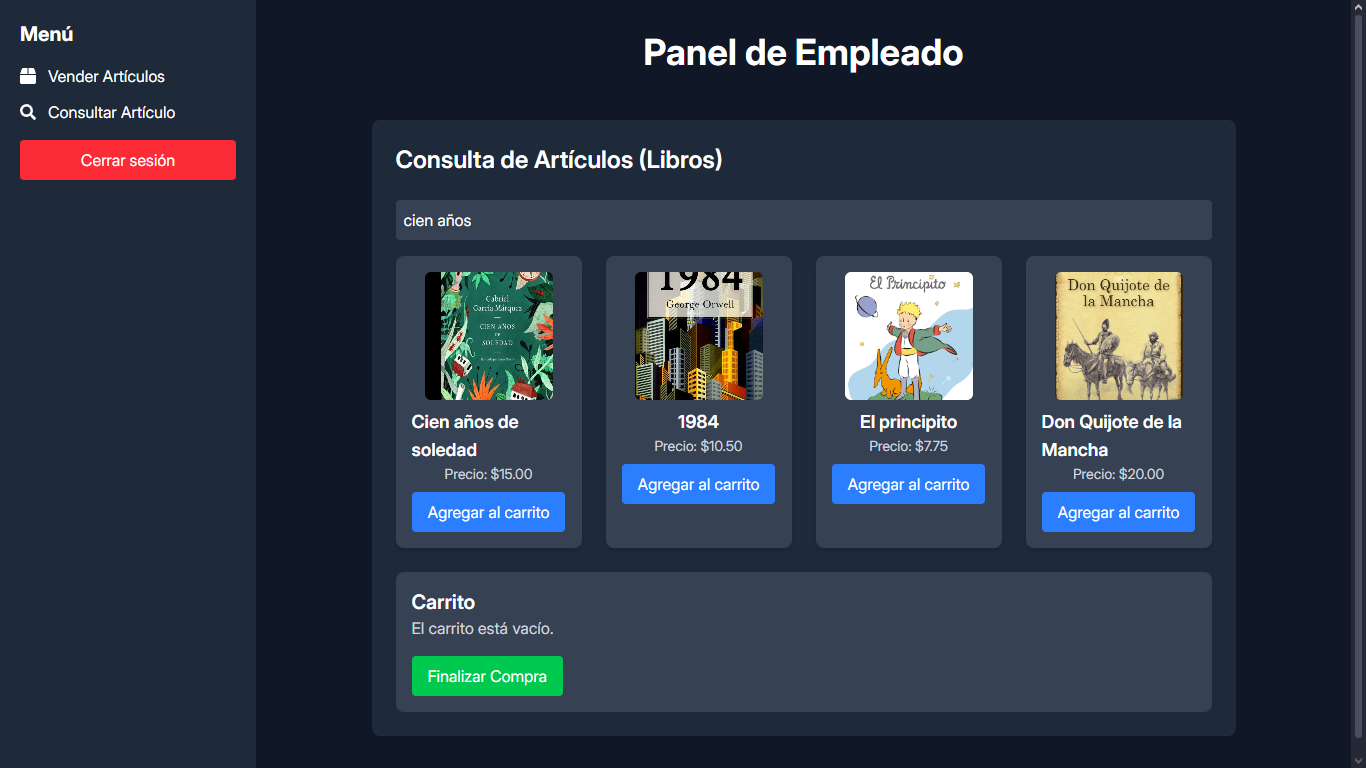 Menú
Vender Artículos
Consultar Artículo
Cerrar sesión
Panel de Empleado
Consulta de Artículos (Libros)
cien años
Gabriel
García Márquez
CIEN AÑOS
DE
SOLEDAD
Cien años de
soledad
Precio: $15.00
Agregar al carrito
1984
George Orwell
1984
Precio: $10.50
Agregar al carrito
El Principito
El principito
Precio: $7.75
Agregar al carrito
Don Quijote de
la Mancha
Don Quijote de la
Mancha
Precio: $20.00
Agregar al carrito
Carrito
El carrito está vacío.
Finalizar Compra